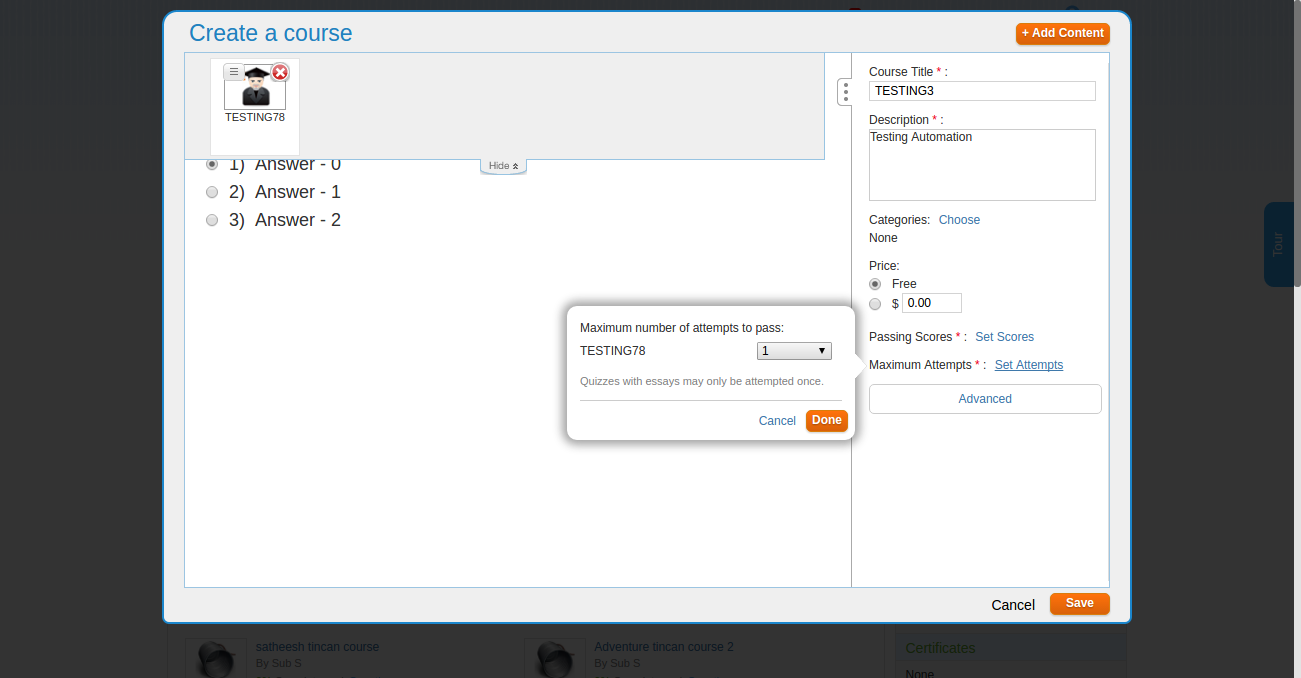 Create a course
+ Add Content
TESTING78
Hide
1) Answer - 0
2) Answer - 1
3) Answer - 2
Course Title * :
TESTING3
Description * :
Testing Automation
Categories: Choose
None
Price:
Free
$ 0.00
Passing Scores * : Set Scores
Maximum Attempts * : Set Attempts
Advanced
Maximum number of attempts to pass:
TESTING78 1
Quizzes with essays may only be attempted once.
Cancel Done
Cancel Save
Tour
satheesh tincan course
By Sub S
Adventure tincan course 2
By Sub S
Certificates
None